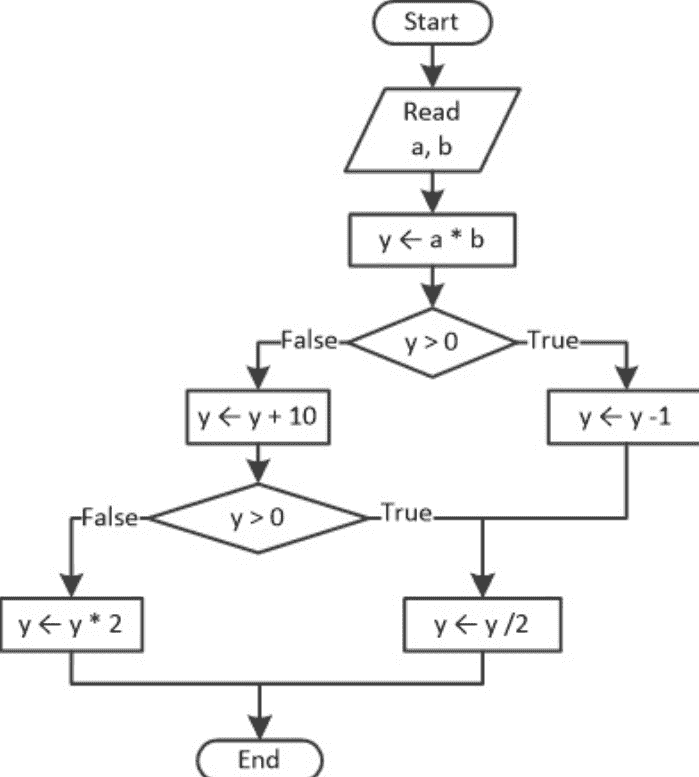 Start
Read
a, b
y ← a * b
False
y > 0
True
y ← y + 10
y ← y -1
False
y > 0
True
y ← y * 2
y ← y /2
End